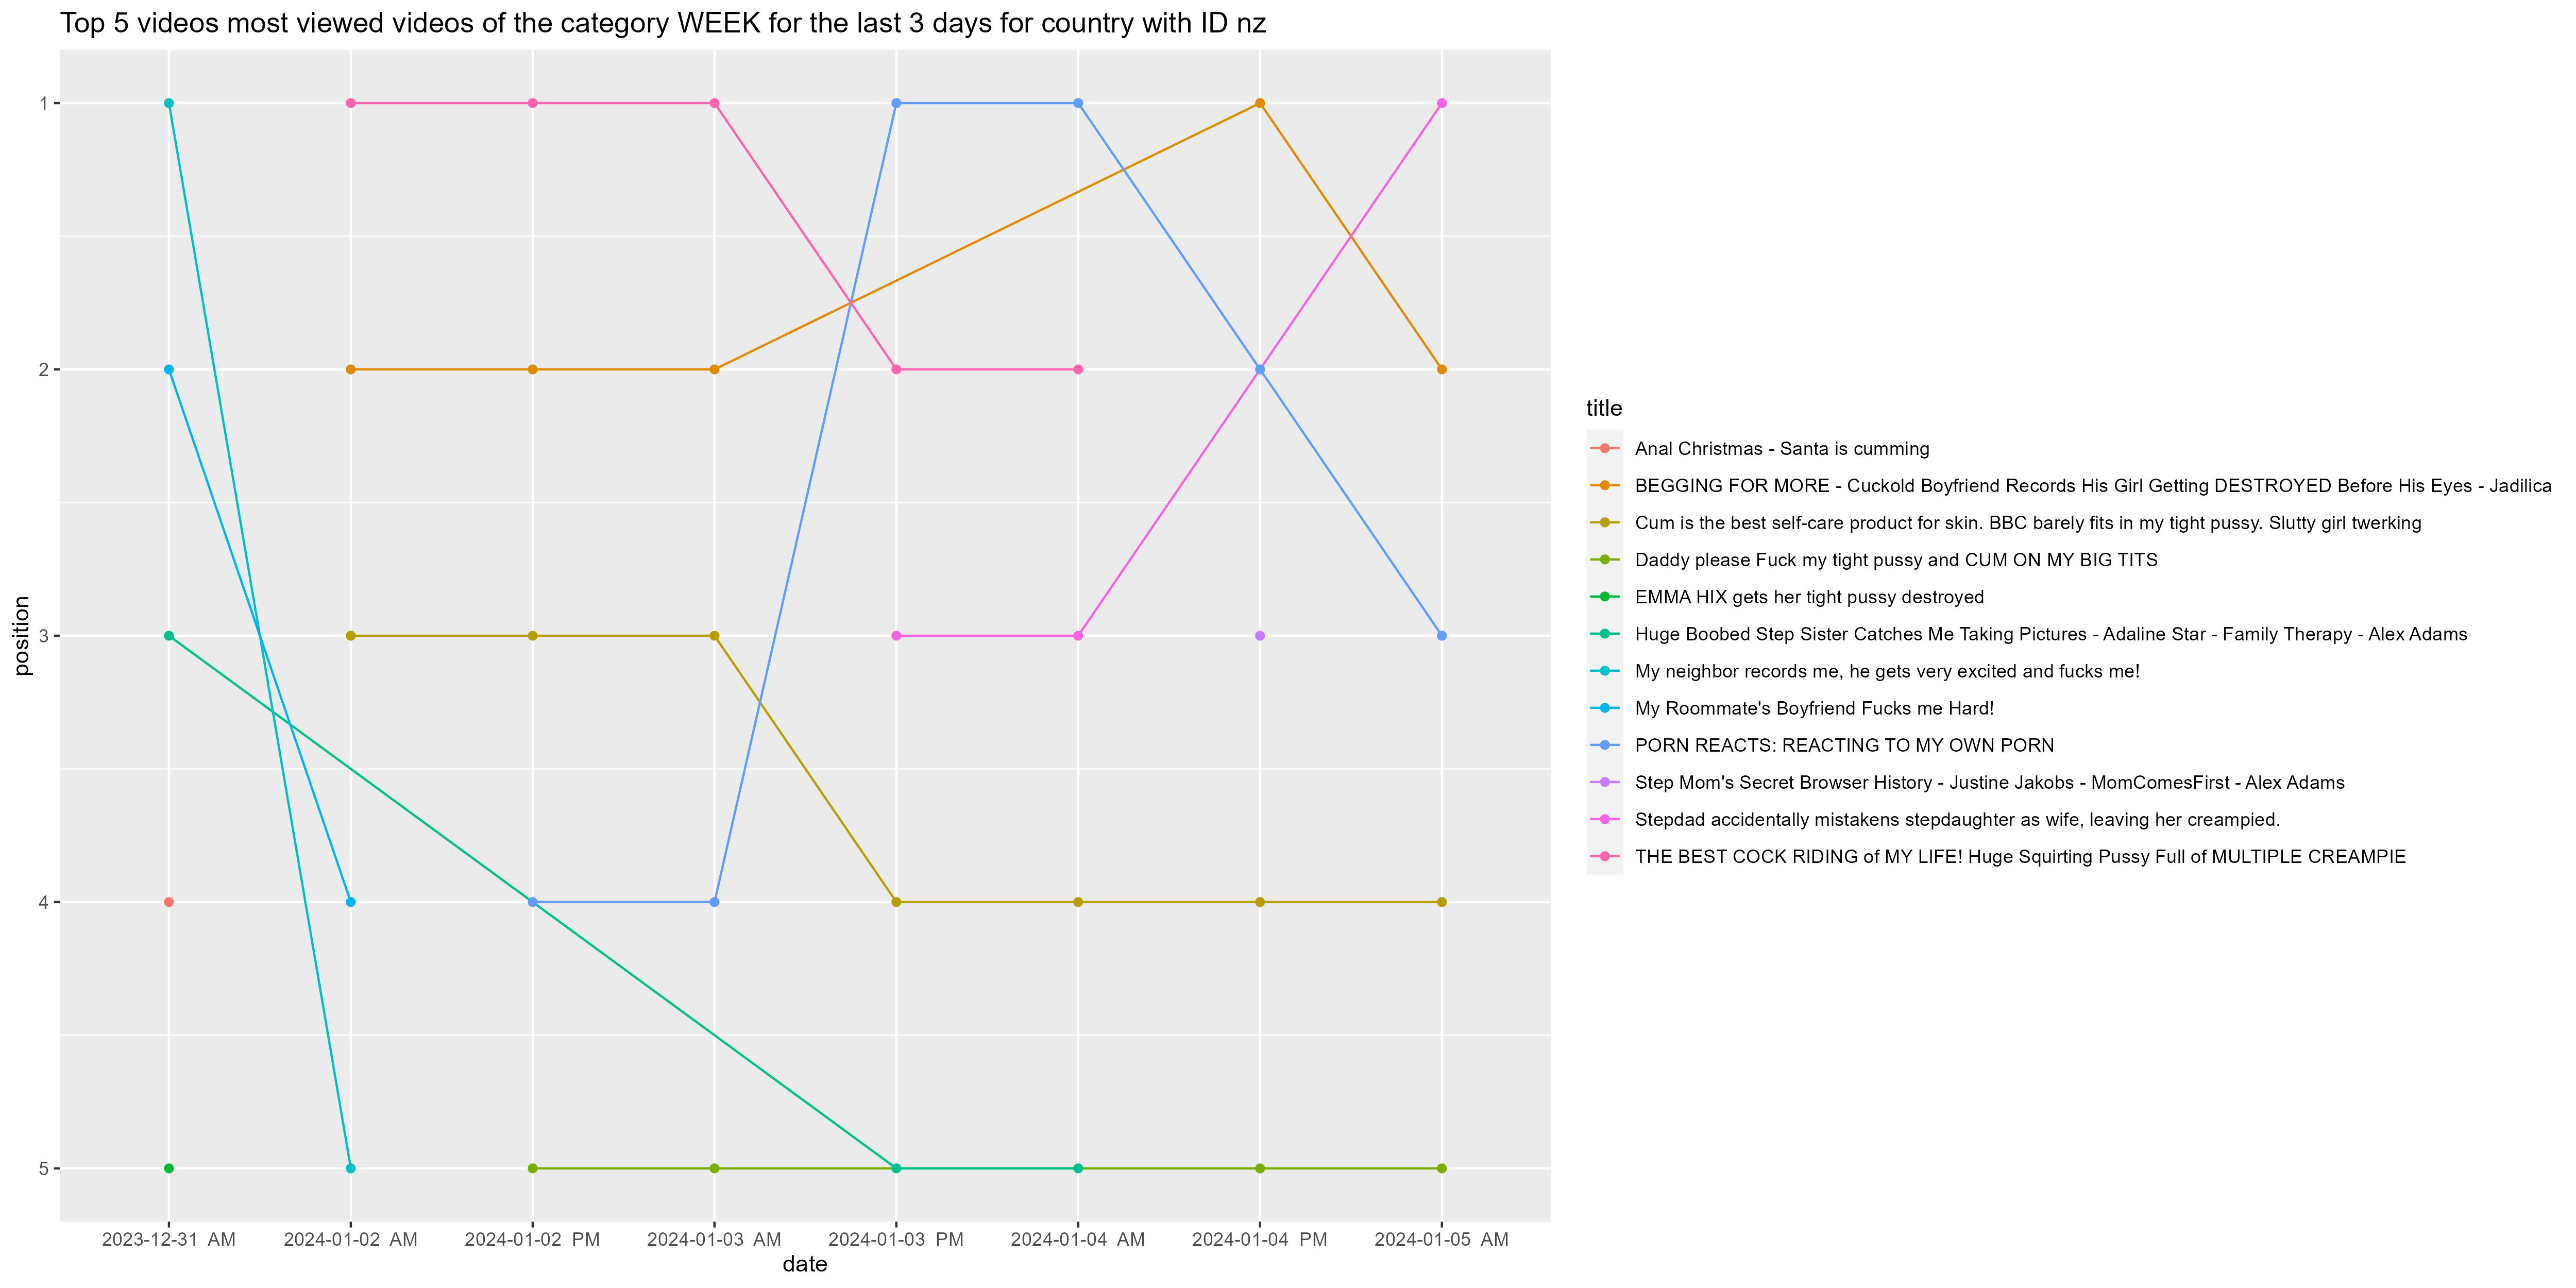 Top 5 videos most viewed videos of the category WEEK for the last 3 days for country with ID nz
position
1
2
3
4
5
2023-12-31 AM
2024-01-02 AM
2024-01-02 PM
2024-01-03 AM
2024-01-03 PM
2024-01-04 AM
2024-01-04 PM
2024-01-05 AM
date
title
Anal Christmas - Santa is cumming
BEGGING FOR MORE - Cuckold Boyfriend Records His Girl Getting DESTROYED Before His Eyes - Jadilica
Cum is the best self-care product for skin. BBC barely fits in my tight pussy. Slutty girl twerking
Daddy please Fuck my tight pussy and CUM ON MY BIG TITS
EMMA HIX gets her tight pussy destroyed
Huge Boobed Step Sister Catches Me Taking Pictures - Adaline Star - Family Therapy - Alex Adams
My neighbor records me, he gets very excited and fucks me!
My Roommate's Boyfriend Fucks me Hard!
PORN REACTS: REACTING TO MY OWN PORN
Step Mom's Secret Browser History - Justine Jakobs - MomComesFirst - Alex Adams
Stepdad accidentally mistakens stepdaughter as wife, leaving her creampied.
THE BEST COCK RIDING of MY LIFE! Huge Squirting Pussy Full of MULTIPLE CREAMPIE